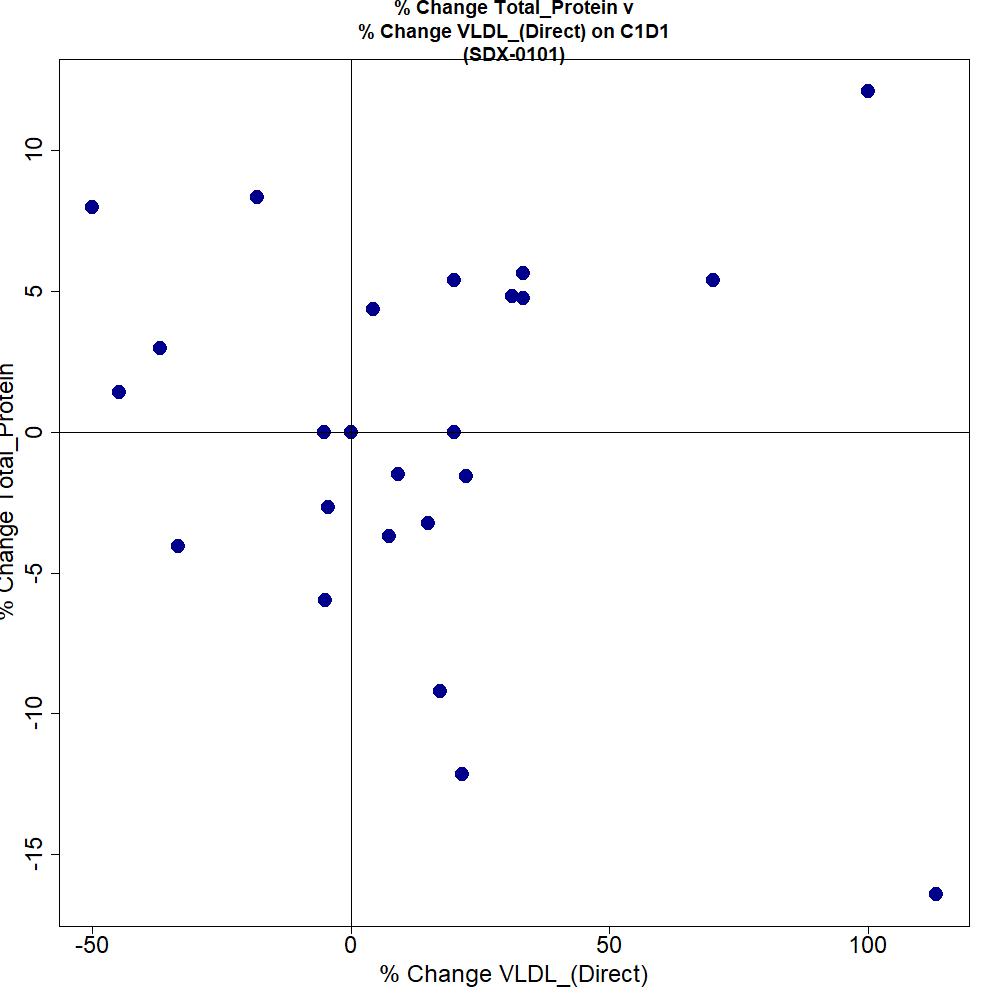 % Change Total_Protein v
% Change VLDL_(Direct) on C1D1
(SDX-0101)
% Change Total_Protein
10
5
0
-5
-10
-15
-50
0
50
100
% Change VLDL_(Direct)